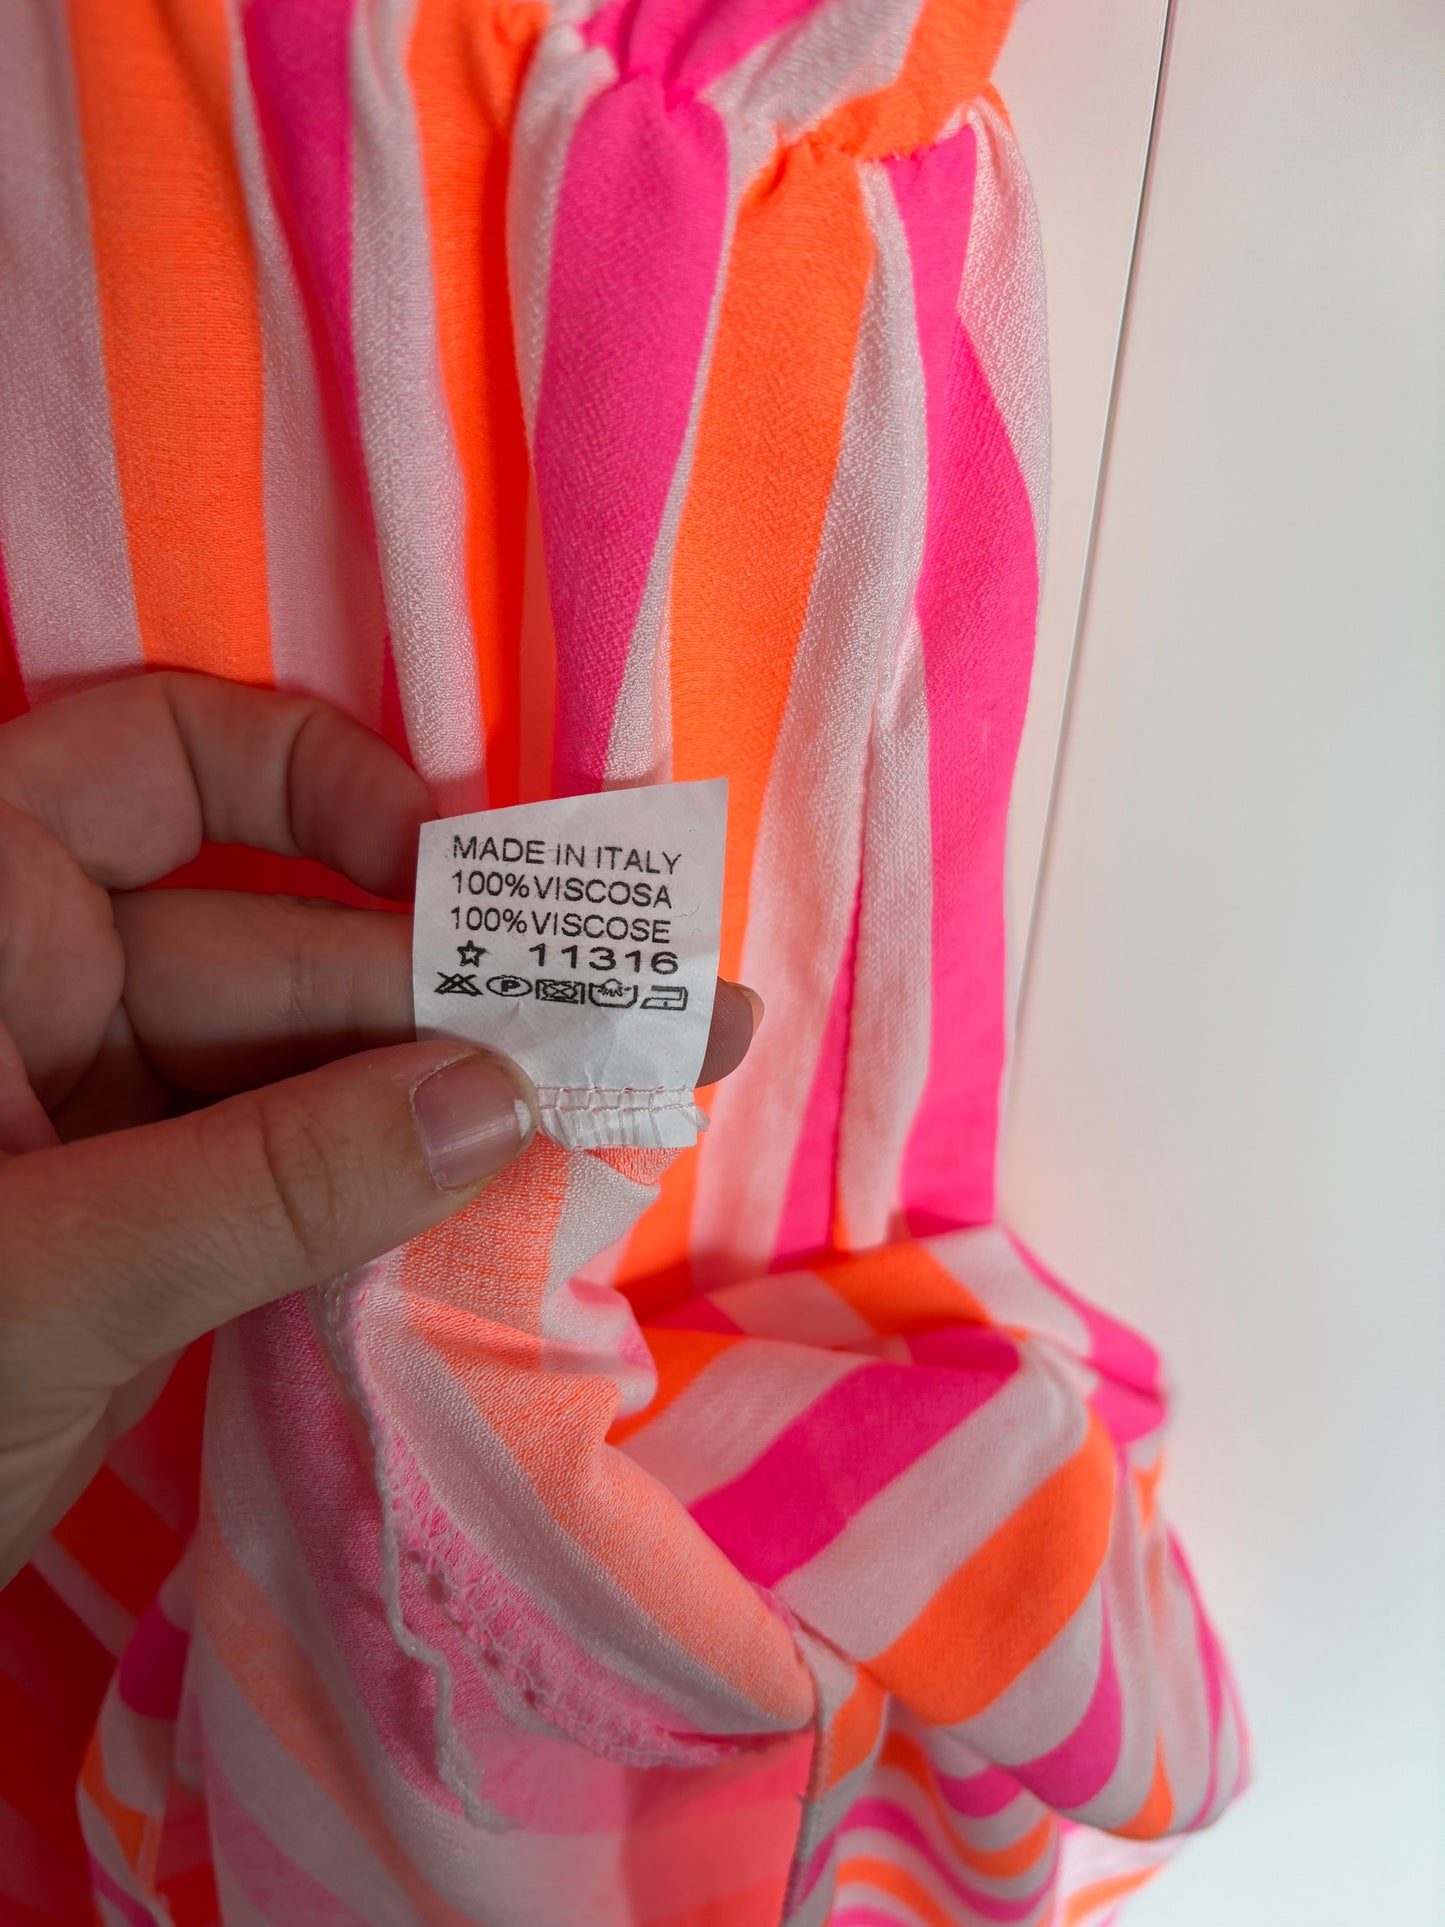 MADE IN ITALY
100% VISCOSA
100% VISCOSE
☆ 11316
P